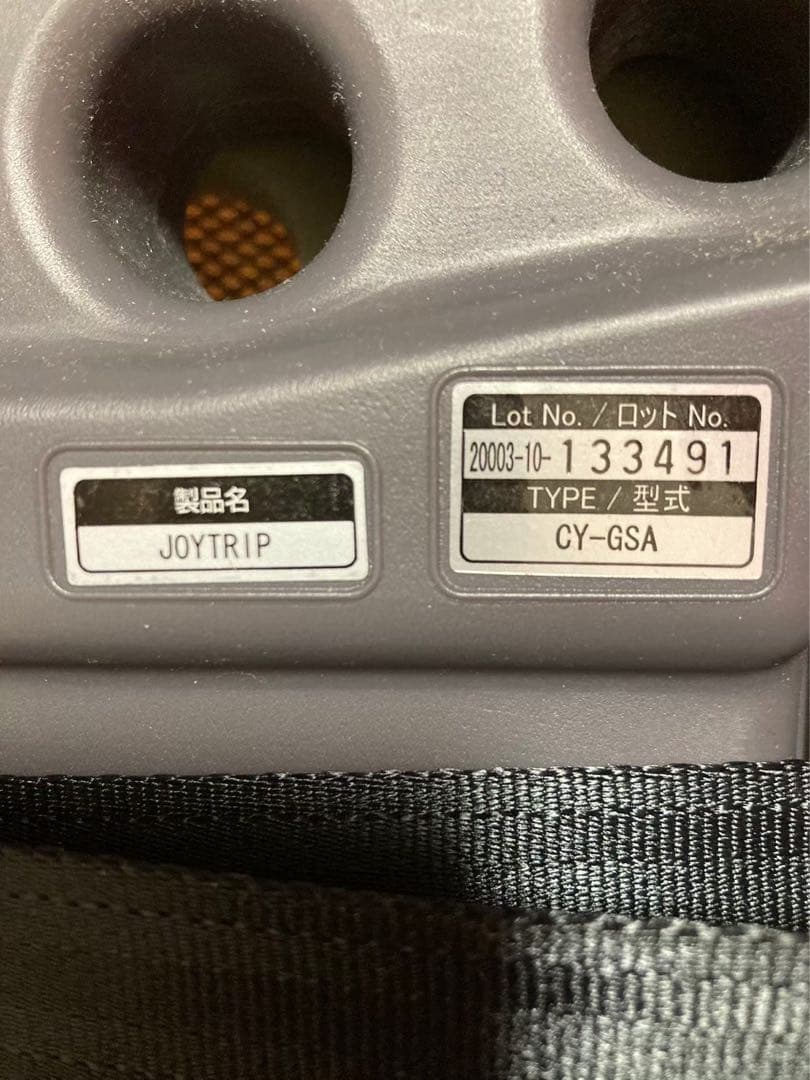 製品名
JOYTRIP
Lot No. / ロット No.
20003-10-133491
TYPE / 型式
CY-GSA